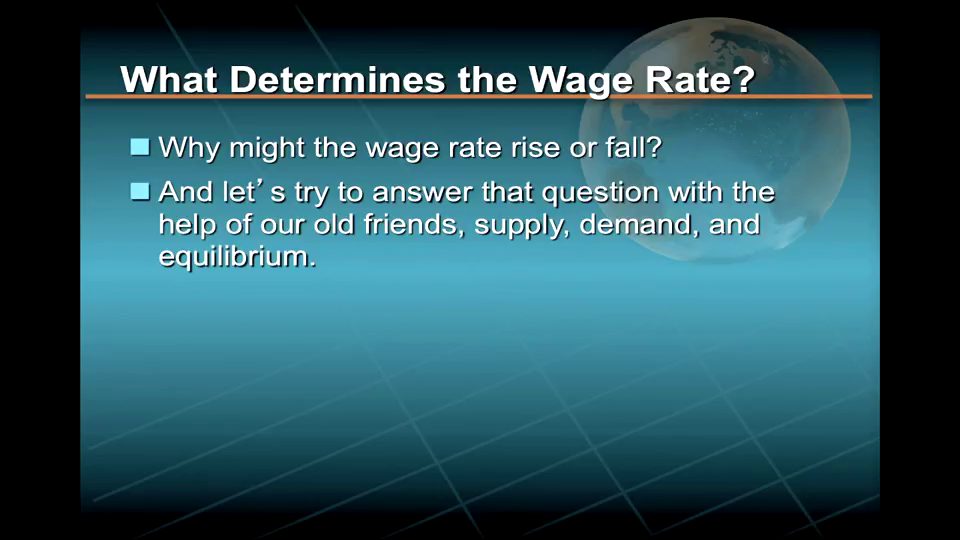 What Determines the Wage Rate?
Why might the wage rate rise or fall?
And let’s try to answer that question with the
help of our old friends, supply, demand, and
equilibrium.